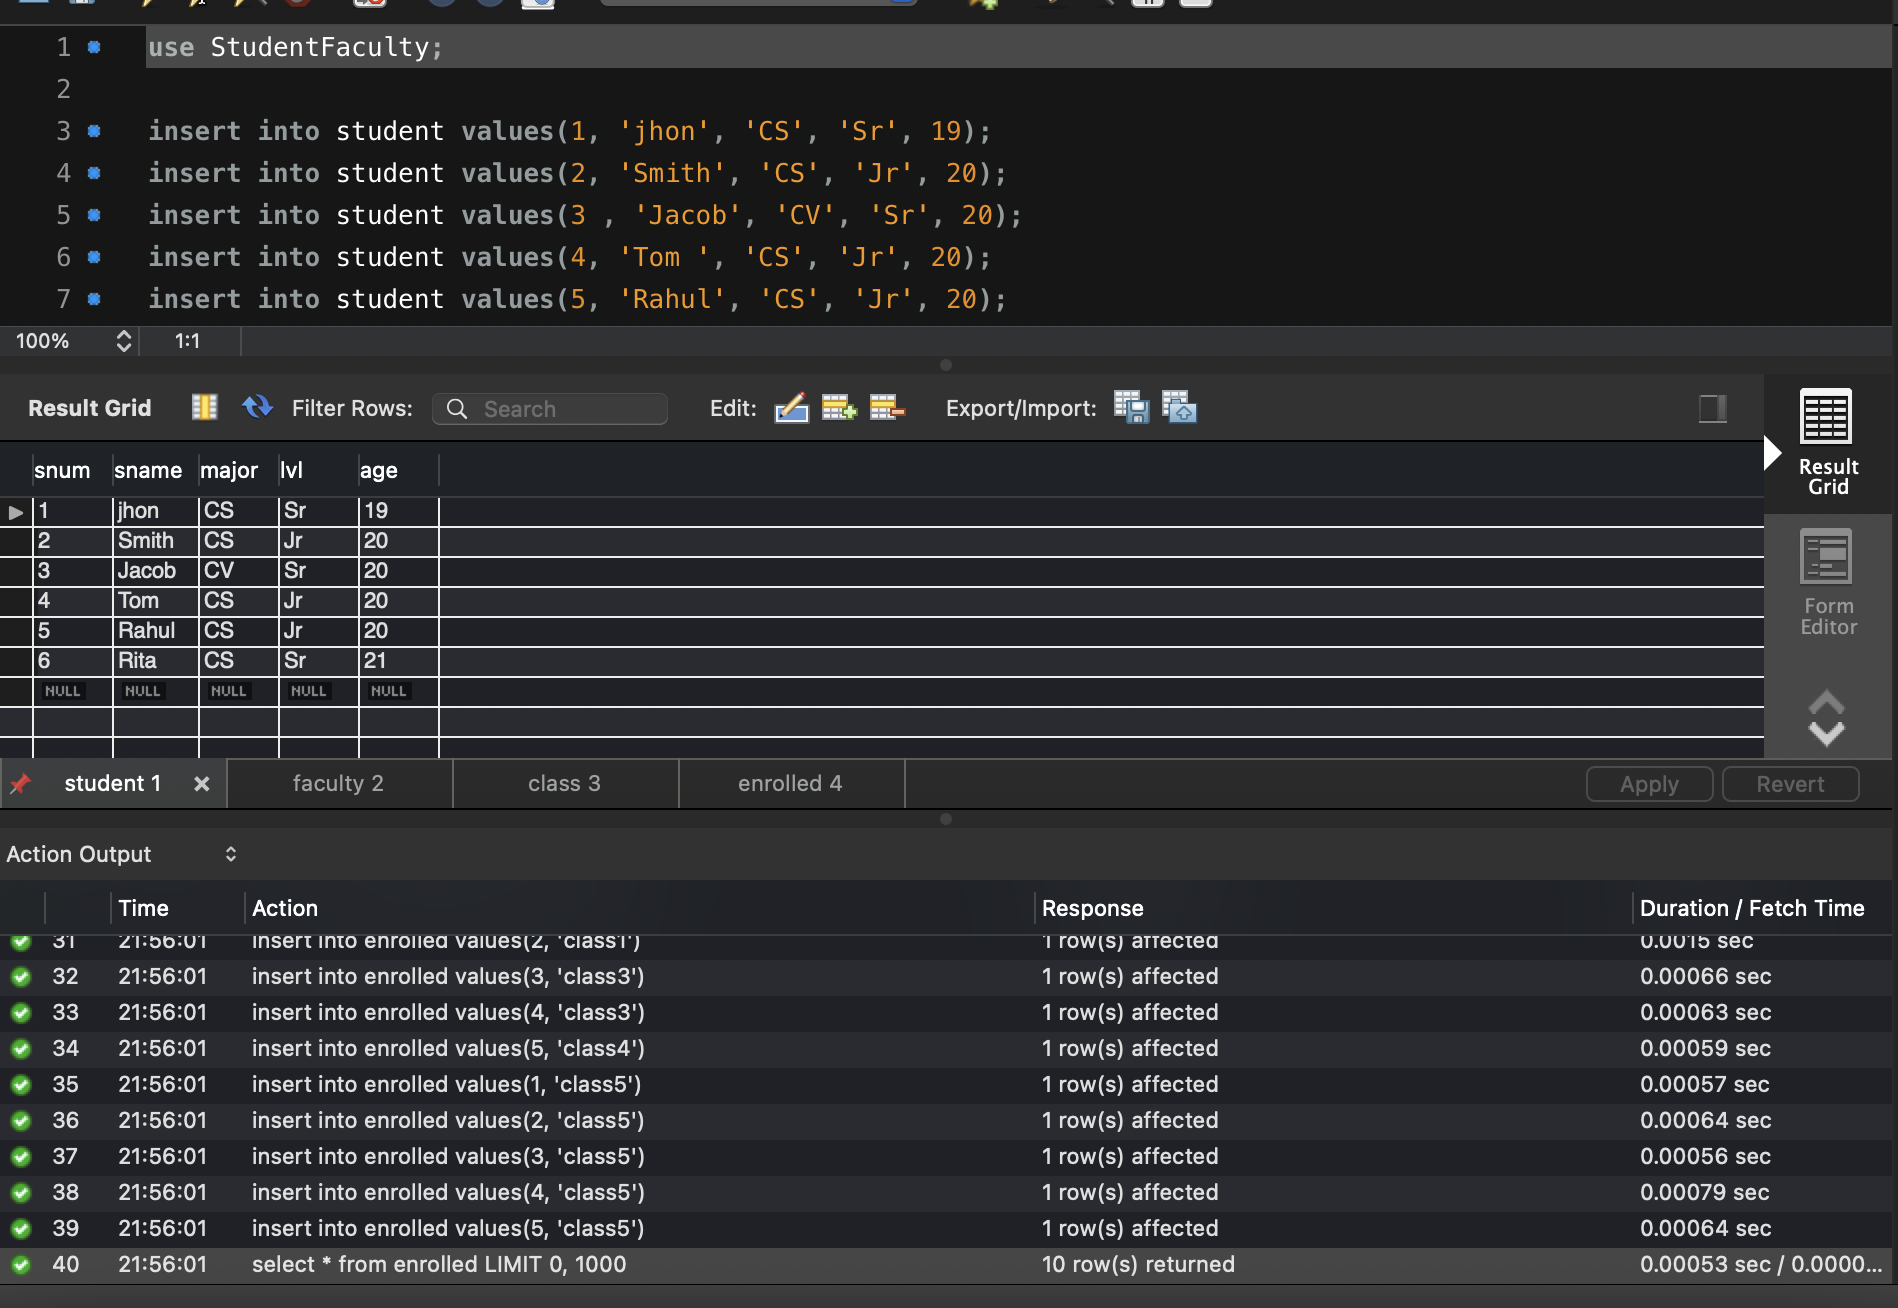 1 use StudentFaculty;
2
3 insert into student values(1, 'jhon', 'CS', 'Sr', 19);
4 insert into student values(2, 'Smith', 'CS', 'Jr', 20);
5 insert into student values(3 , 'Jacob', 'CV', 'Sr', 20);
6 insert into student values(4, 'Tom ', 'CS', 'Jr', 20);
7 insert into student values(5, 'Rahul', 'CS', 'Jr', 20);
100% 1:1
Result Grid Filter Rows: Search Edit: Export/Import:
Result
Grid
Form
Editor
snum sname major lvl age
1 jhon CS Sr 19
2 Smith CS Jr 20
3 Jacob CV Sr 20
4 Tom CS Jr 20
5 Rahul CS Jr 20
6 Rita CS Sr 21
NULL NULL NULL NULL NULL
student 1 faculty 2 class 3 enrolled 4 Apply Revert
Action Output
Time Action Response Duration / Fetch Time
31 21:56:01 insert into enrolled values(2, 'class1') 1 row(s) affected 0.0015 sec
32 21:56:01 insert into enrolled values(3, 'class3') 1 row(s) affected 0.00066 sec
33 21:56:01 insert into enrolled values(4, 'class3') 1 row(s) affected 0.00063 sec
34 21:56:01 insert into enrolled values(5, 'class4') 1 row(s) affected 0.00059 sec
35 21:56:01 insert into enrolled values(1, 'class5') 1 row(s) affected 0.00057 sec
36 21:56:01 insert into enrolled values(2, 'class5') 1 row(s) affected 0.00064 sec
37 21:56:01 insert into enrolled values(3, 'class5') 1 row(s) affected 0.00056 sec
38 21:56:01 insert into enrolled values(4, 'class5') 1 row(s) affected 0.00079 sec
39 21:56:01 insert into enrolled values(5, 'class5') 1 row(s) affected 0.00064 sec
40 21:56:01 select * from enrolled LIMIT 0, 1000 10 row(s) returned 0.00053 sec / 0.0000...